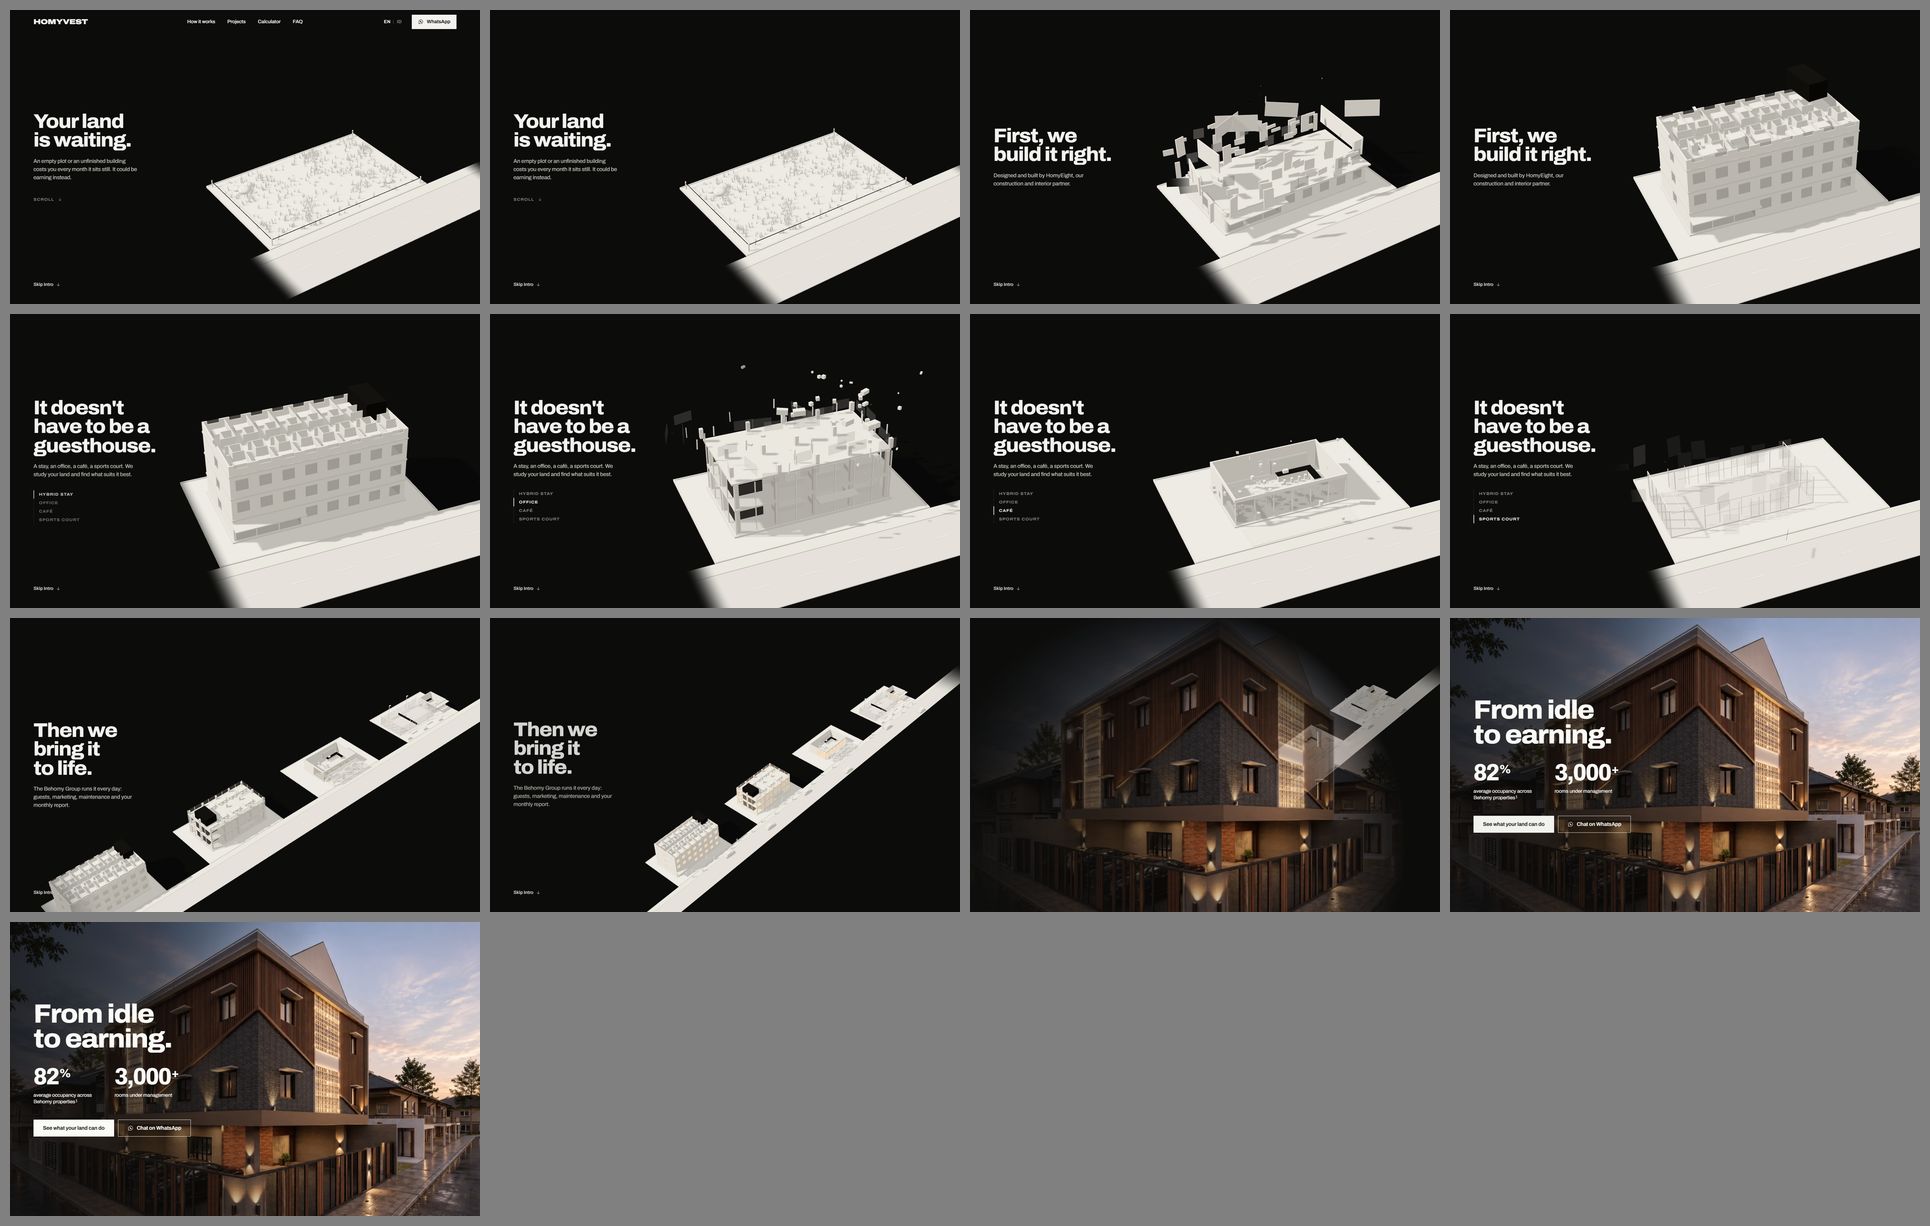 HOMYVEST
How it works Projects Calculator FAQ
EN | ID
WhatsApp
Your land
is waiting.
An empty plot or an unfinished building
costs you every month it sits still. It could be
earning instead.
SCROLL ↓
Skip Intro ↓
Your land
is waiting.
An empty plot or an unfinished building
costs you every month it sits still. It could be
earning instead.
SCROLL ↓
Skip Intro ↓
First, we
build it right.
Designed and built by HomyEight, our
construction and interior partner.
Skip Intro ↓
First, we
build it right.
Designed and built by HomyEight, our
construction and interior partner.
Skip Intro ↓
It doesn't
have to be a
guesthouse.
A stay, an office, a café, a sports court. We
study your land and find what suits it best.
HYBRID STAY
OFFICE
CAFÉ
SPORTS COURT
Skip Intro ↓
It doesn't
have to be a
guesthouse.
A stay, an office, a café, a sports court. We
study your land and find what suits it best.
HYBRID STAY
OFFICE
CAFÉ
SPORTS COURT
Skip Intro ↓
It doesn't
have to be a
guesthouse.
A stay, an office, a café, a sports court. We
study your land and find what suits it best.
HYBRID STAY
OFFICE
CAFÉ
SPORTS COURT
Skip Intro ↓
It doesn't
have to be a
guesthouse.
A stay, an office, a café, a sports court. We
study your land and find what suits it best.
HYBRID STAY
OFFICE
CAFÉ
SPORTS COURT
Skip Intro ↓
Then we
bring it
to life.
The Behomy Group runs it every day:
guests, marketing, maintenance and your
monthly report.
Skip Intro
Then we
bring it
to life.
The Behomy Group runs it every day:
guests, marketing, maintenance and your
monthly report.
Skip Intro ↓
From idle
to earning.
82% 3,000+
average occupancy across
Behomy properties¹
rooms under management
See what your land can do
Chat on WhatsApp
From idle
to earning.
82% 3,000+
average occupancy across
Behomy properties¹
rooms under management
See what your land can do
Chat on WhatsApp